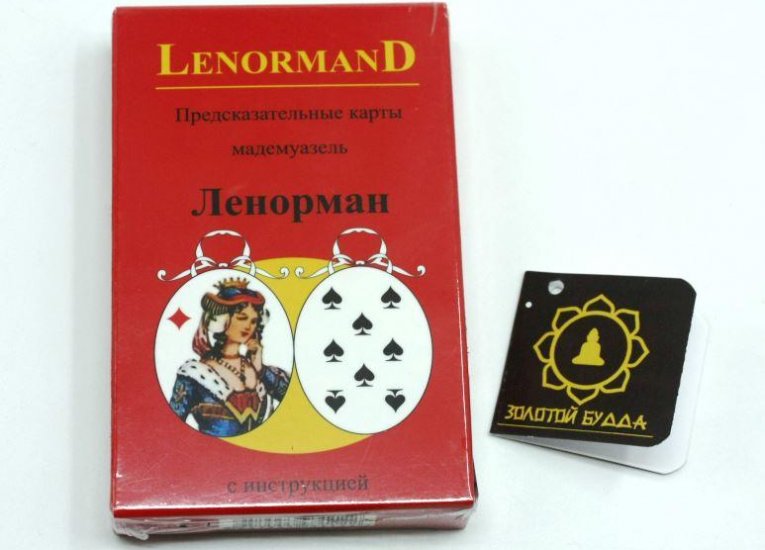 LENORMAND
Предсказательные карты
мадемуазель
Ленорман
с инструкцией
ЗОЛОТОЙ БУДДА